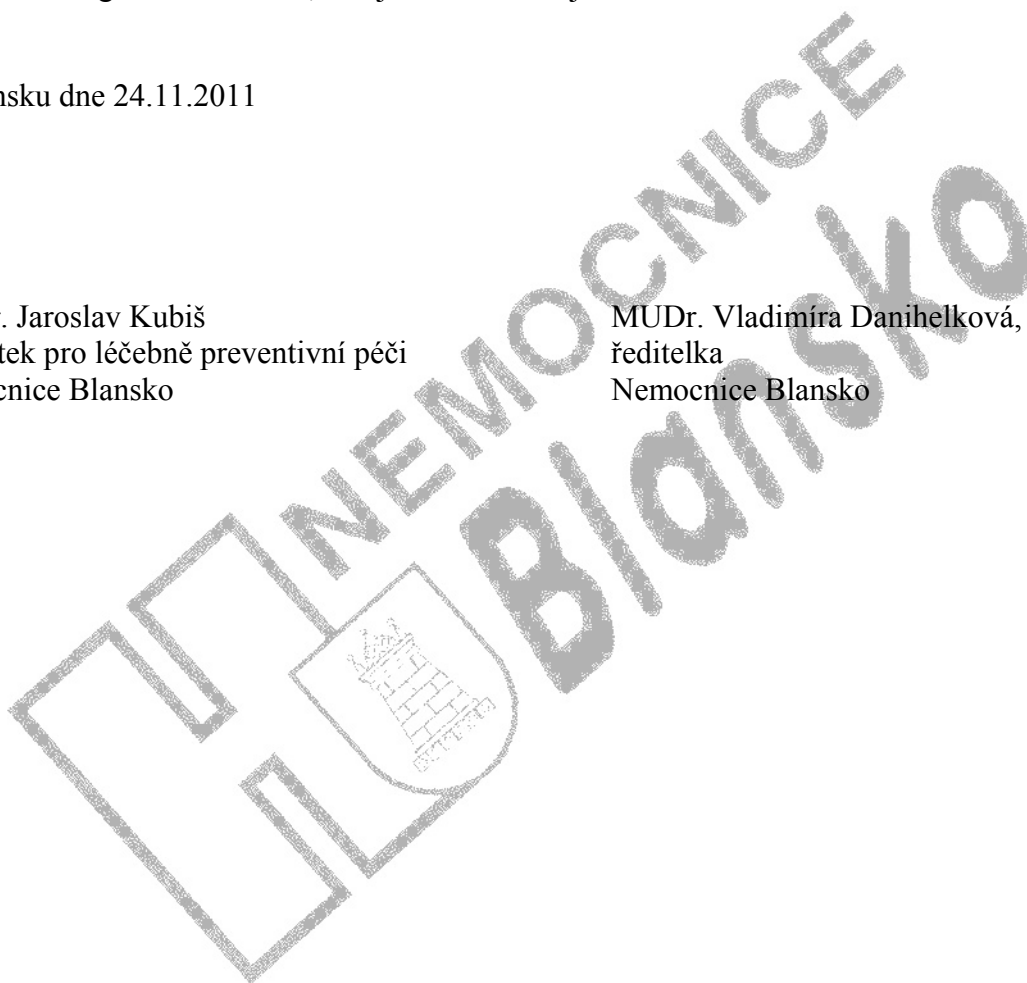 nsku dne 24.11.2011
. Jaroslav Kubiš
tek pro léčebně preventivní péči
cnice Blansko
MUDr. Vladimíra Danihelková,
ředitelka
Nemocnice Blansko
NEMOCNICE
Blansko